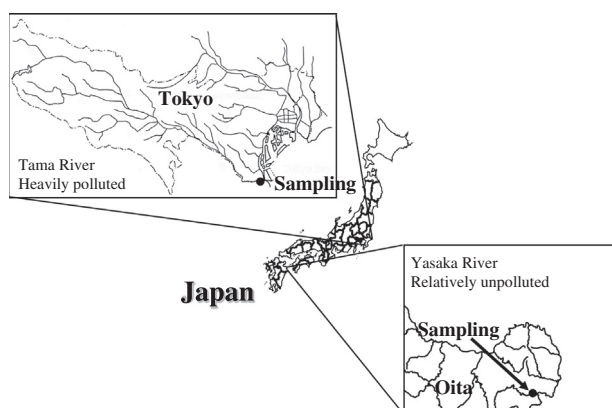 Tokyo
Tama River
Heavily polluted
Sampling
Japan
Yasaka River
Relatively unpolluted
Sampling
Oita